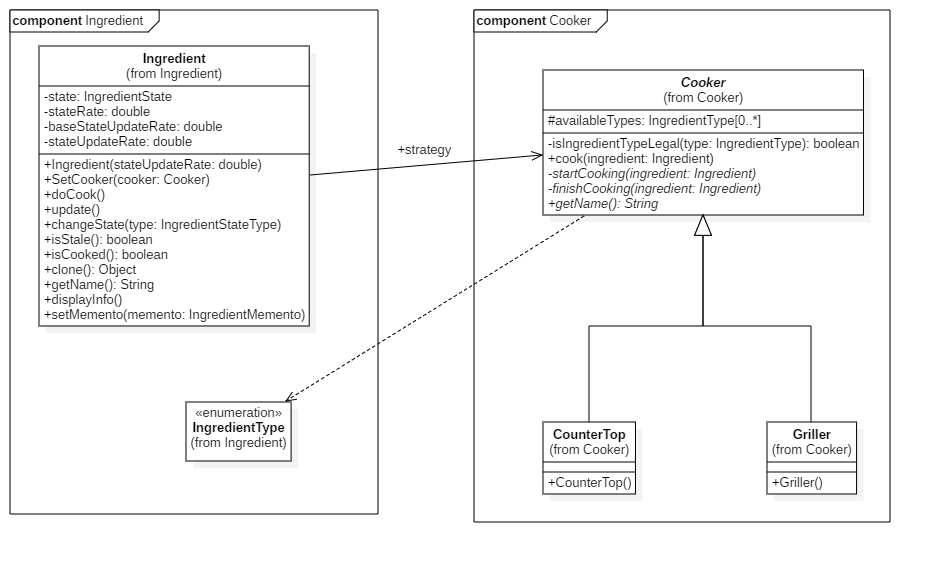 component Ingredient
Ingredient
(from Ingredient)
-state: IngredientState
-stateRate: double
-baseStateUpdateRate: double
-stateUpdateRate: double
+Ingredient(stateUpdateRate: double)
+SetCooker(cooker: Cooker)
+doCook()
+update()
+changeState(type: IngredientStateType)
+isStale(): boolean
+isCooked(): boolean
+clone(): Object
+getName(): String
+displayInfo()
+setMemento(memento: IngredientMemento)
«enumeration»
IngredientType
(from Ingredient)
+strategy
component Cooker
Cooker
(from Cooker)
#availableTypes: IngredientType[0..*]
-isIngredientTypeLegal(type: IngredientType): boolean
+cook(ingredient: Ingredient)
-startCooking(ingredient: Ingredient)
-finishCooking(ingredient: Ingredient)
+getName(): String
CounterTop
(from Cooker)
+CounterTop()
Griller
(from Cooker)
+Griller()